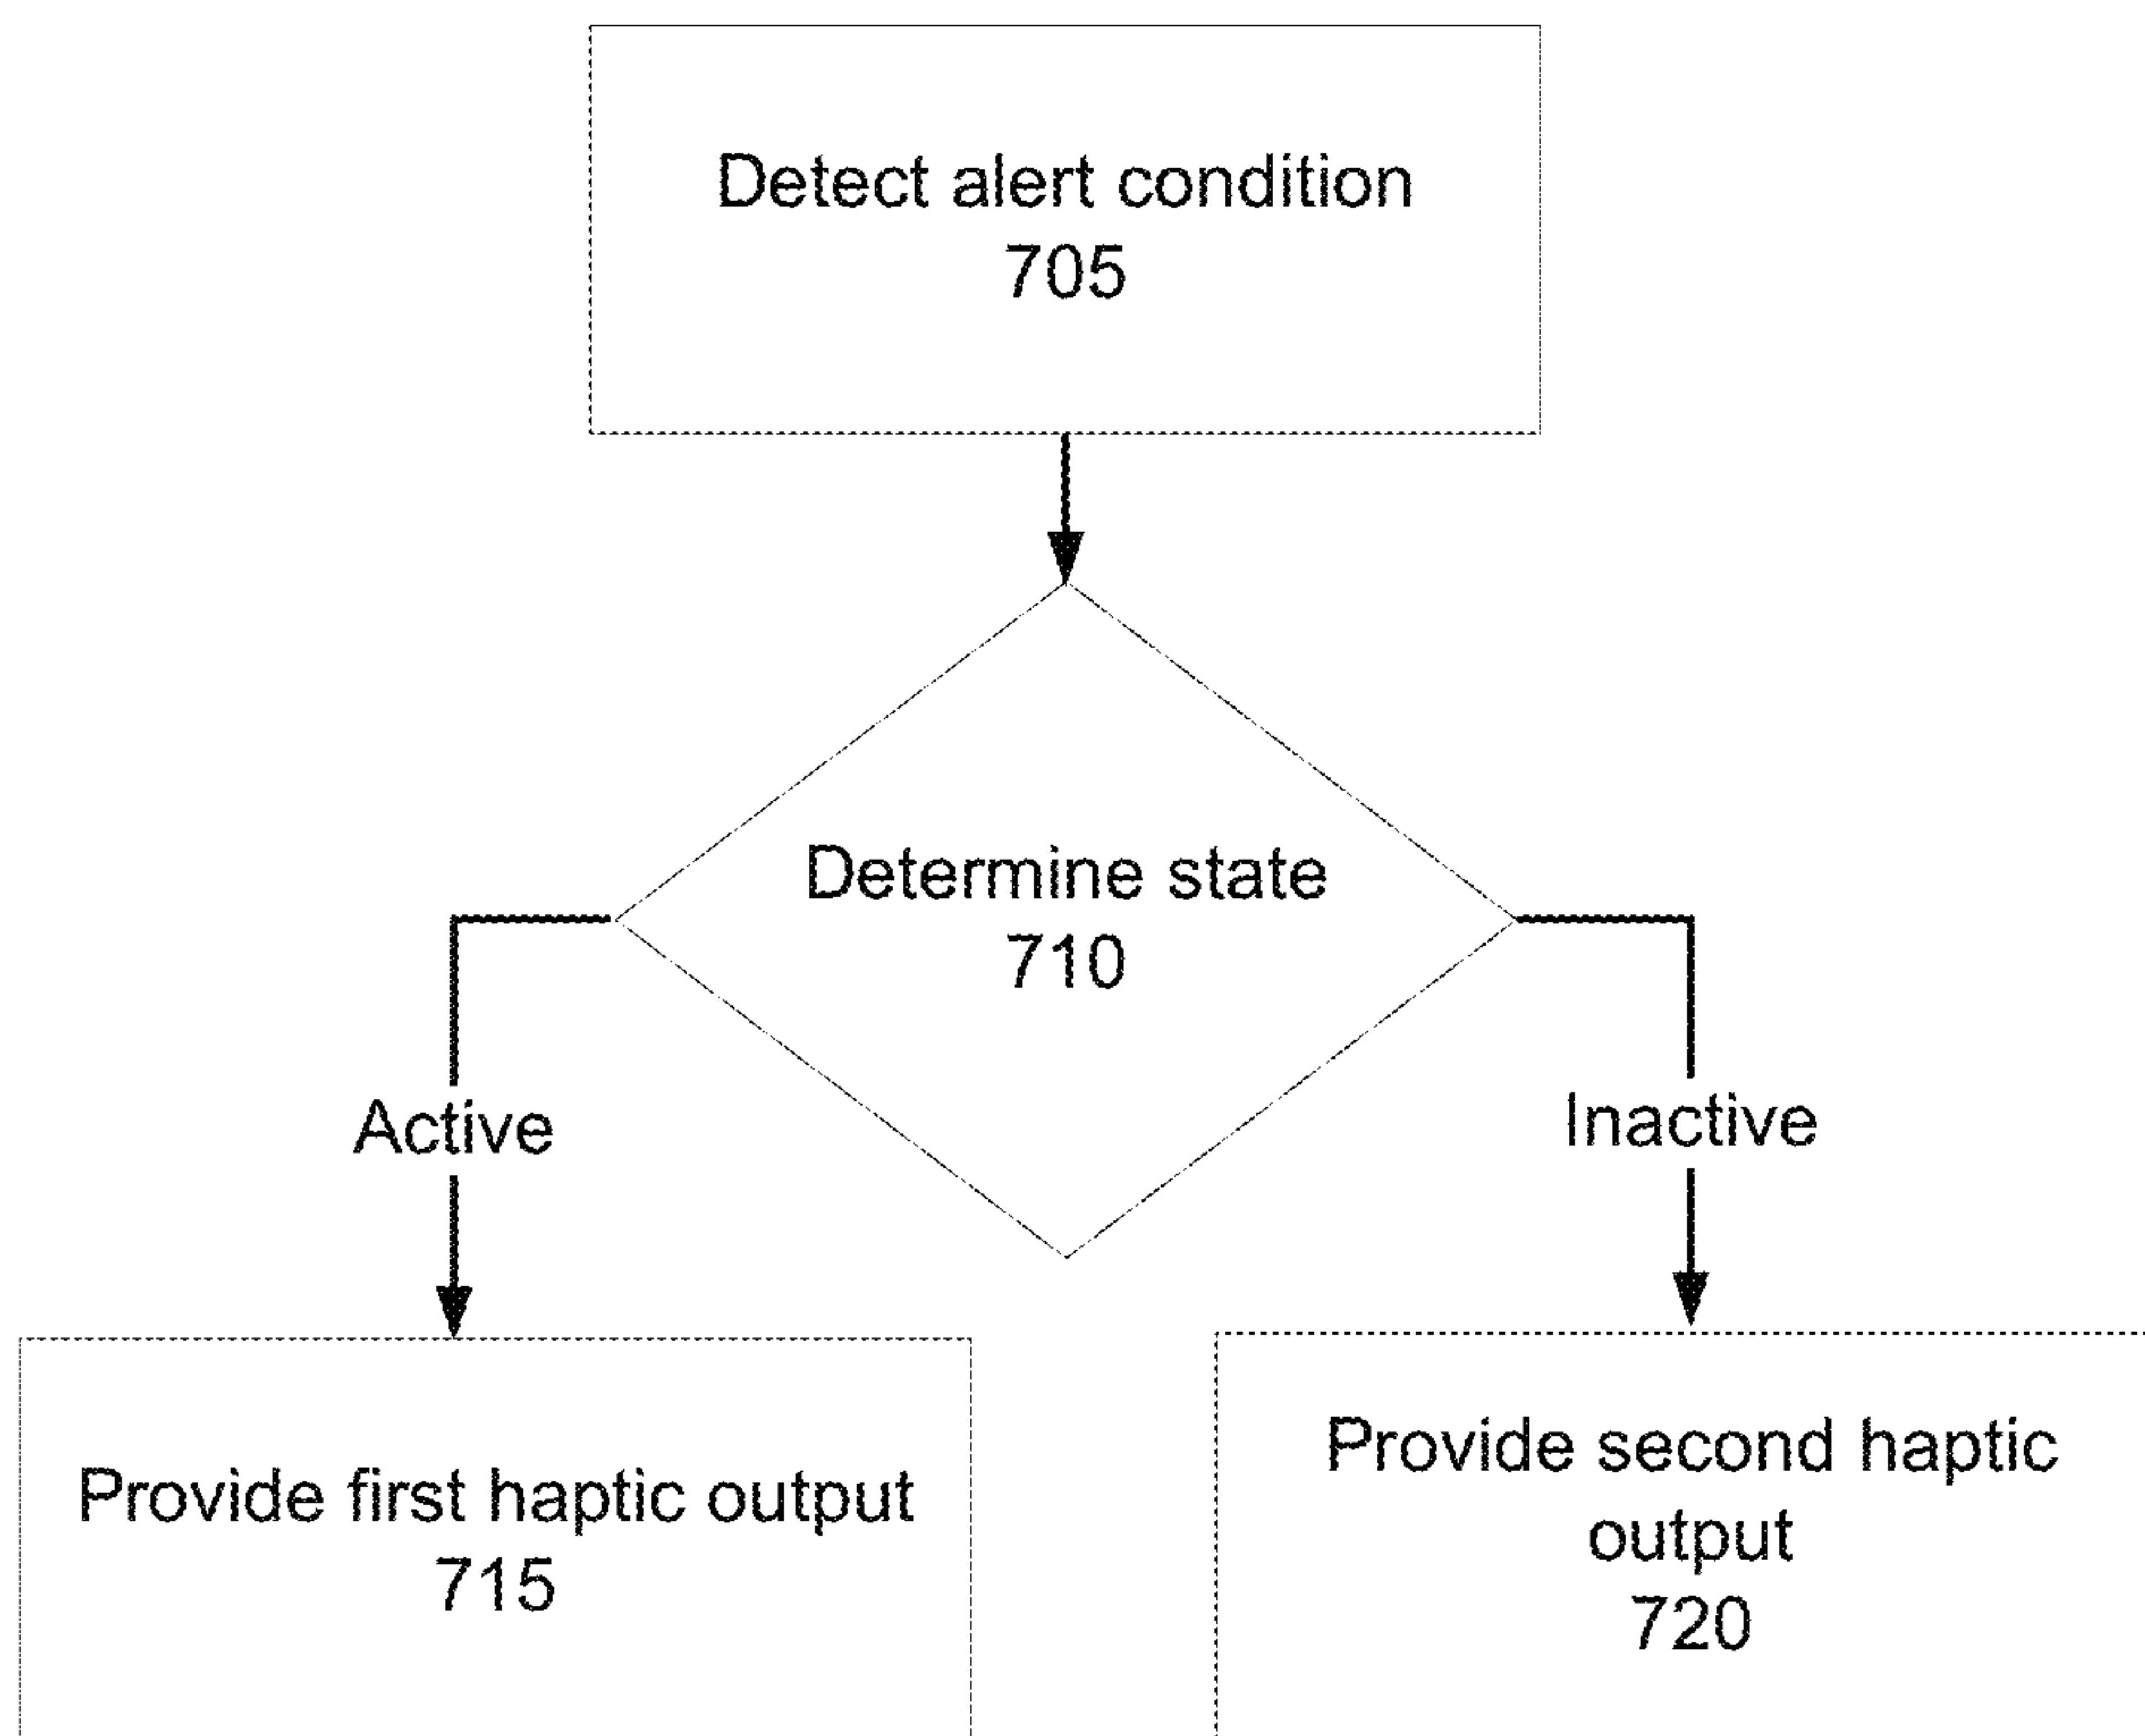 Detect alert condition
705
Determine state
710
Active
Inactive
Provide first haptic output
715
Provide second haptic
output
720